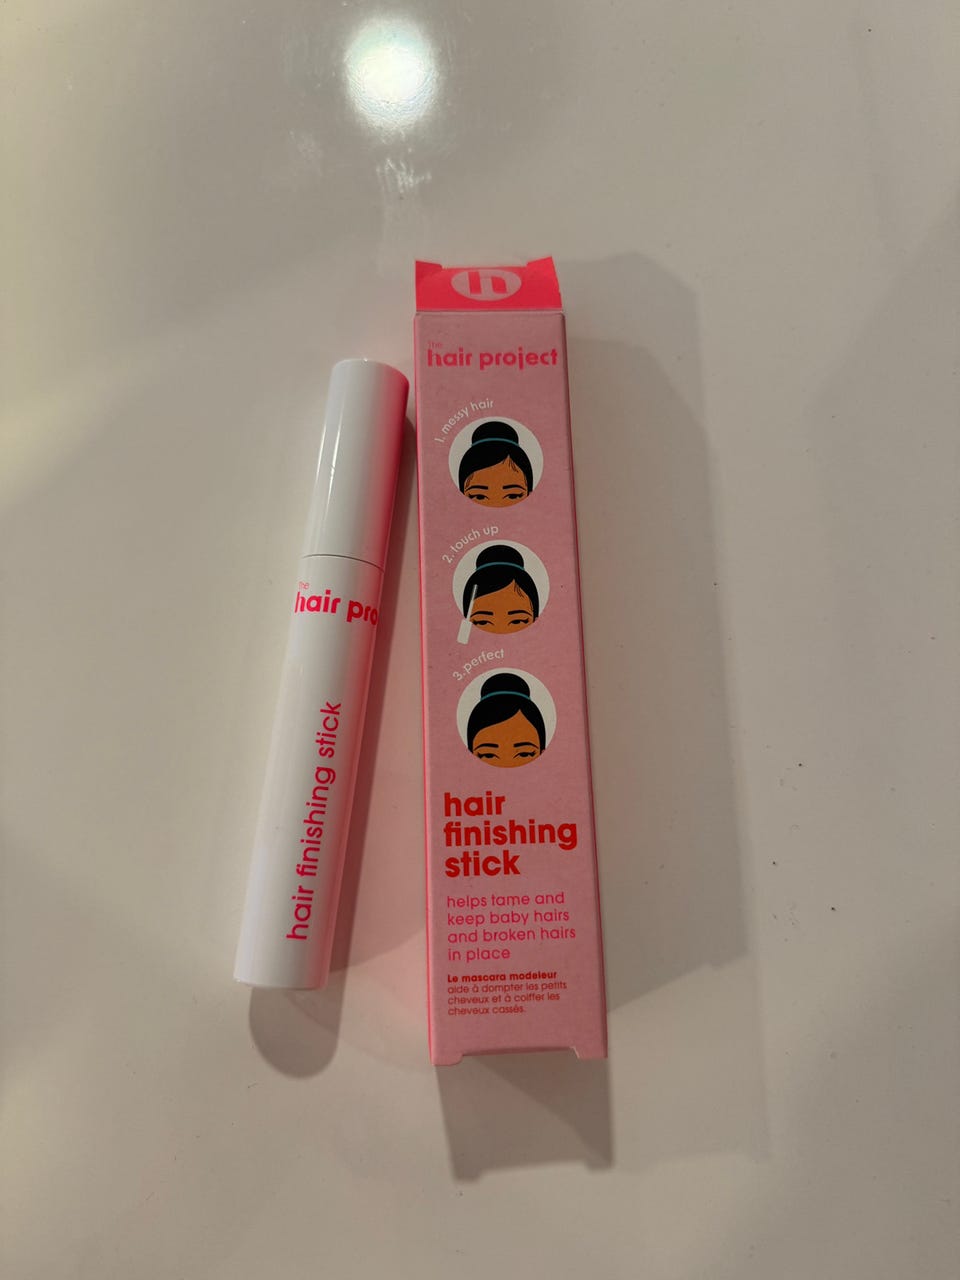 h
The
hair project
1. messy hair
2. touch up
3. perfect
hair
finishing
stick
helps tame and
keep baby hairs
and broken hairs
in place
Le mascara modeleur
aide à dompter les petits
cheveux et à coiffer les
cheveux cassés.
The
hair pro
hair finishing stick